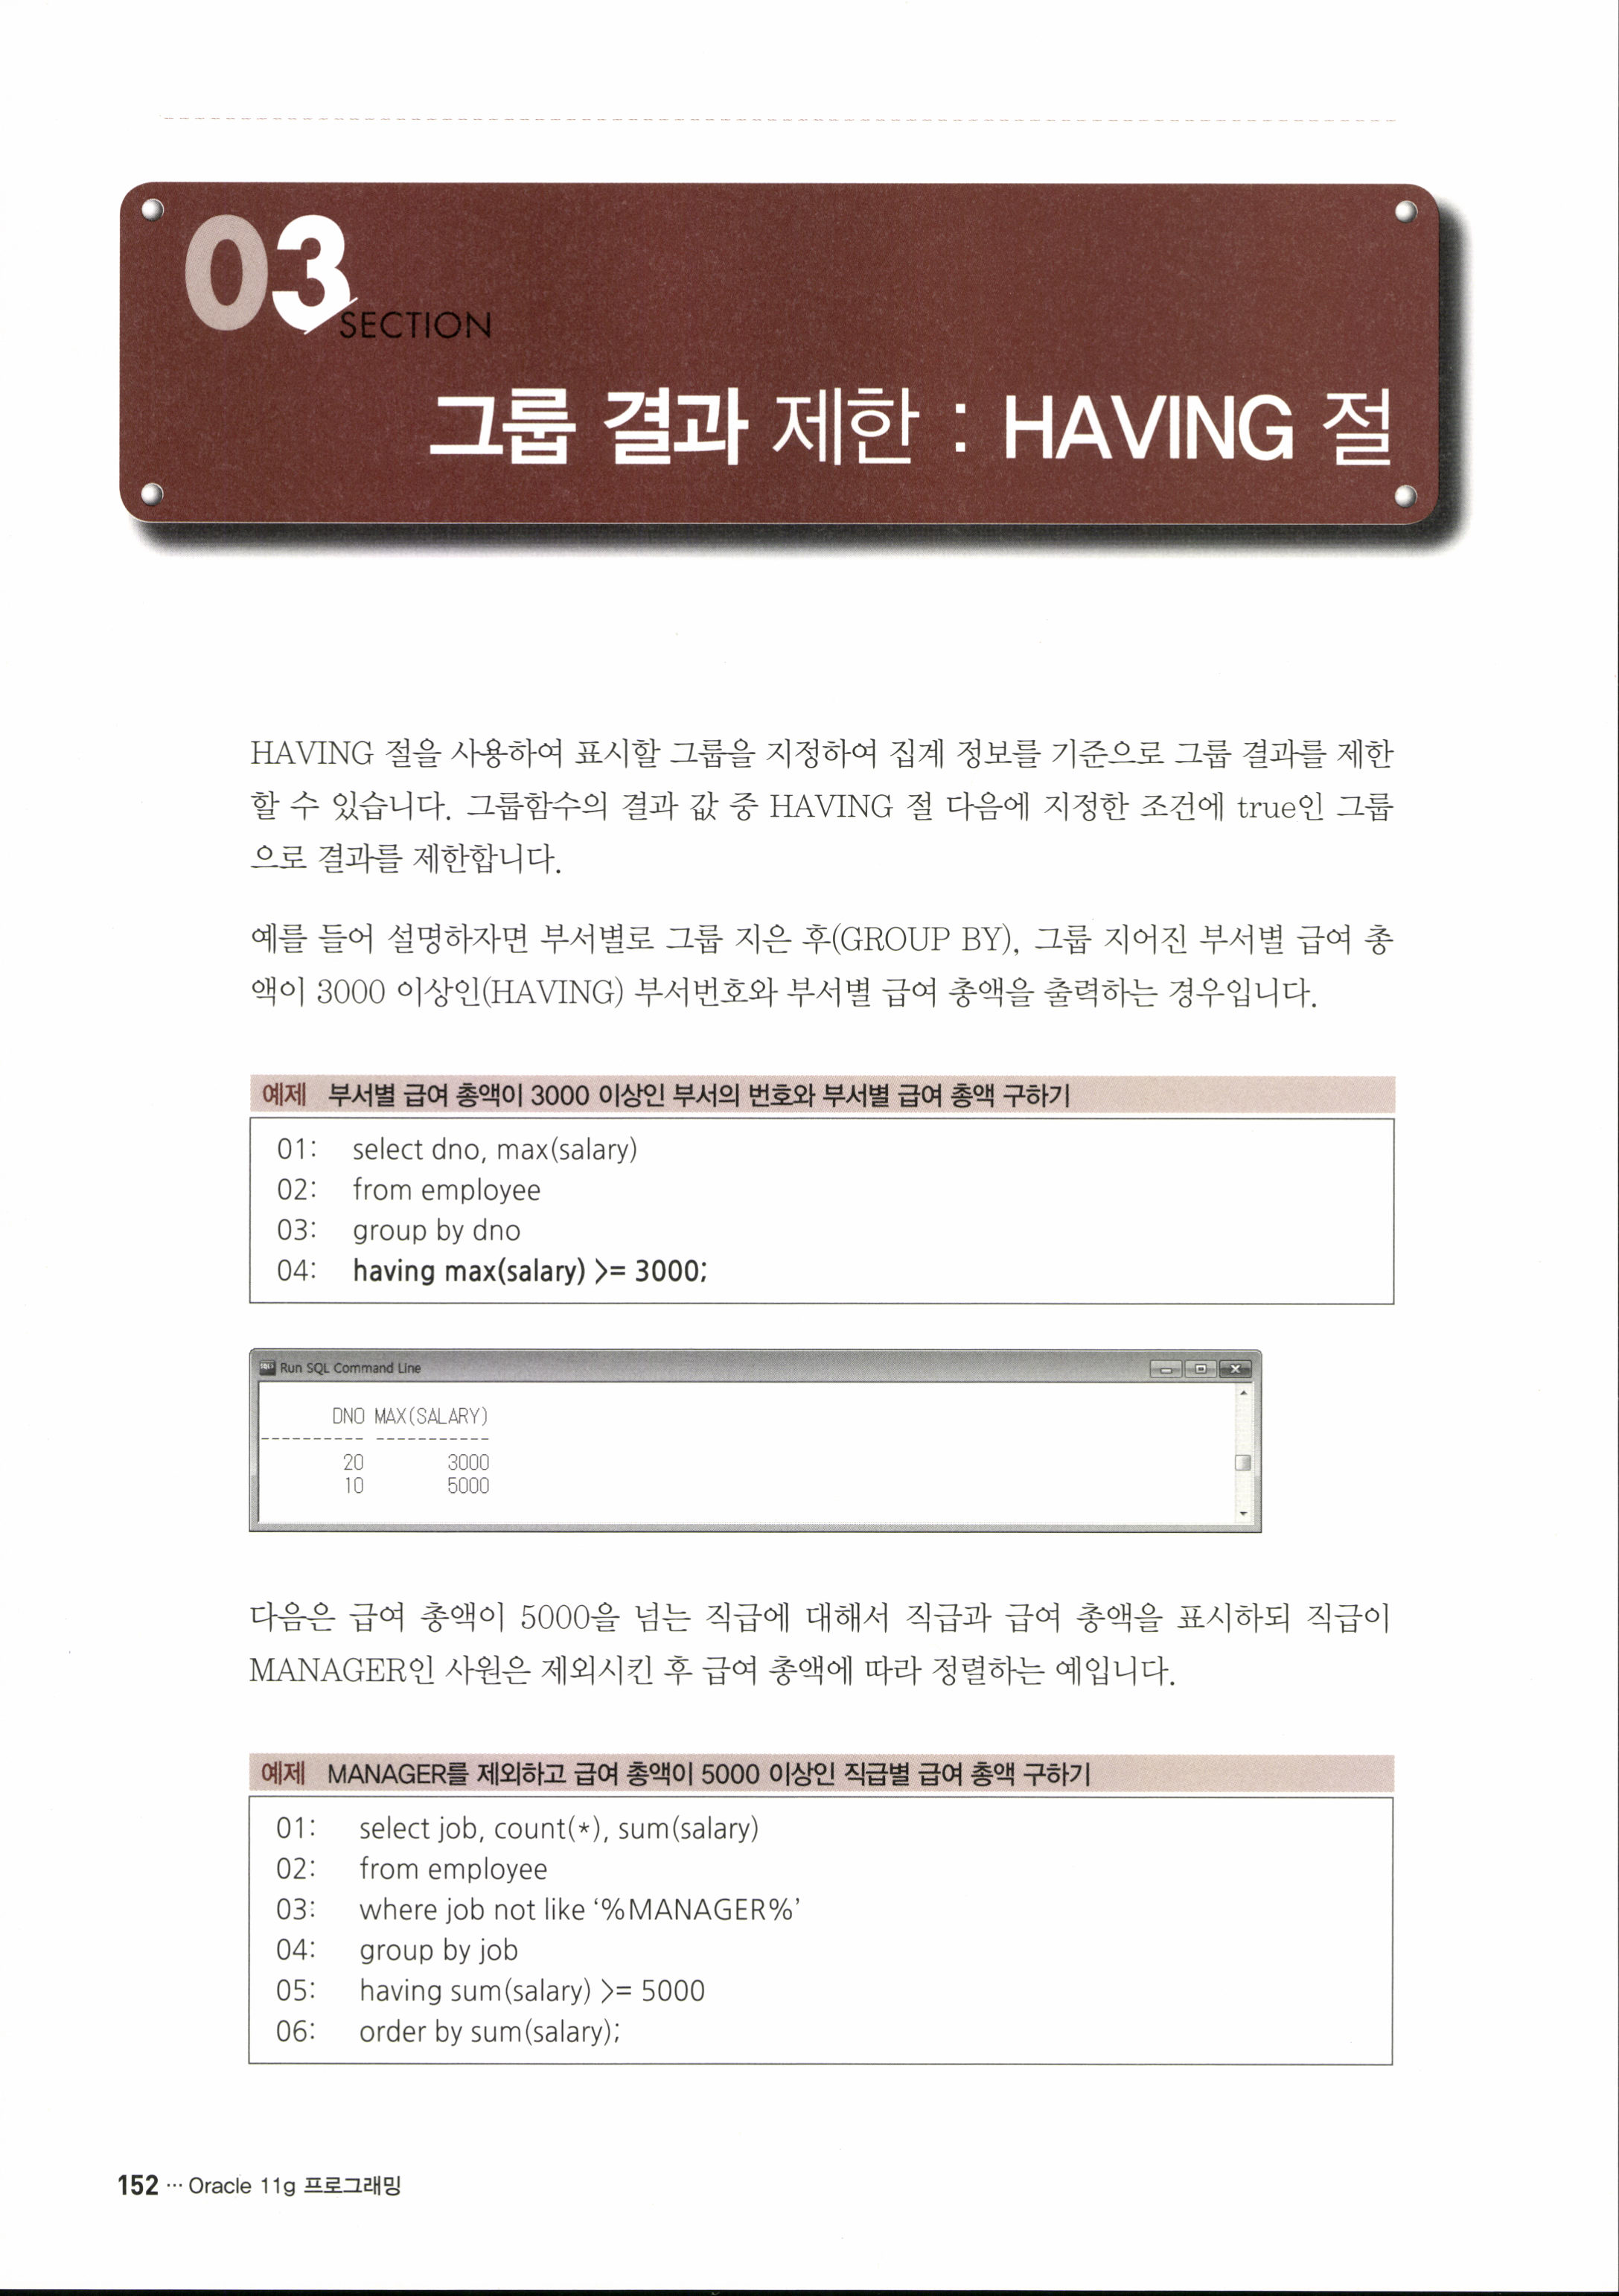 03
SECTION
그룹 결과 제한 : HAVING 절
HAVING 절을 사용하여 표시할 그룹을 지정하여 집계 정보를 기준으로 그룹 결과를 제한
할 수 있습니다. 그룹함수의 결과 값 중 HAVING 절 다음에 지정한 조건에 true인 그룹
으로 결과를 제한합니다.
예를 들어 설명하자면 부서별로 그룹 지은 후(GROUP BY), 그룹 지어진 부서별 급여 총
액이 3000 이상인(HAVING) 부서번호와 부서별 급여 총액을 출력하는 경우입니다.
예제 부서별 급여 총액이 3000 이상인 부서의 번호와 부서별 급여 총액 구하기
01: select dno, max(salary)
02: from employee
03: group by dno
04: having max(salary) >= 3000;
Run SQL Command Line
DNO MAX(SALARY)
---------- -----------
20 3000
10 5000
다음은 급여 총액이 5000을 넘는 직급에 대해서 직급과 급여 총액을 표시하되 직급이
MANAGER인 사원은 제외시킨 후 급여 총액에 따라 정렬하는 예입니다.
예제 MANAGER를 제외하고 급여 총액이 5000 이상인 직급별 급여 총액 구하기
01: select job, count(*), sum(salary)
02: from employee
03: where job not like ‘%MANAGER%’
04: group by job
05: having sum(salary) >= 5000
06: order by sum(salary);
152 ··· Oracle 11g 프로그래밍